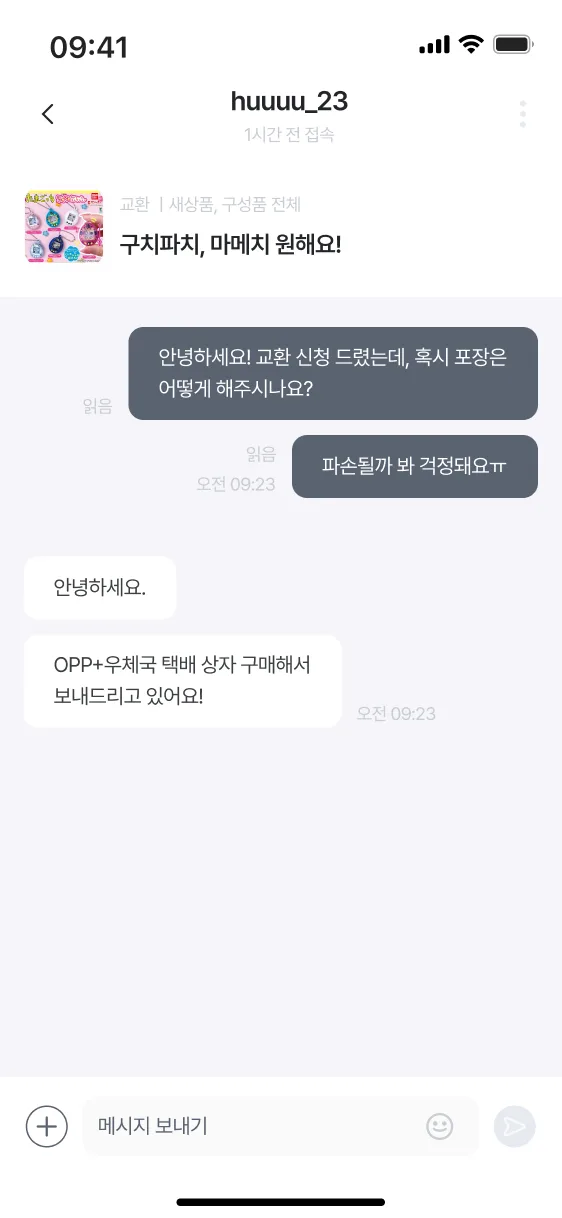 09:41
huuuu_23
1시간 전 접속
교환 ㅣ새상품, 구성품 전체
구치파치, 마메치 원해요!
안녕하세요! 교환 신청 드렸는데, 혹시 포장은
어떻게 해주시나요?
읽음
파손될까 봐 걱정돼요ㅠ
읽음
오전 09:23
안녕하세요.
OPP+우체국 택배 상자 구매해서
보내드리고 있어요!
오전 09:23
메시지 보내기